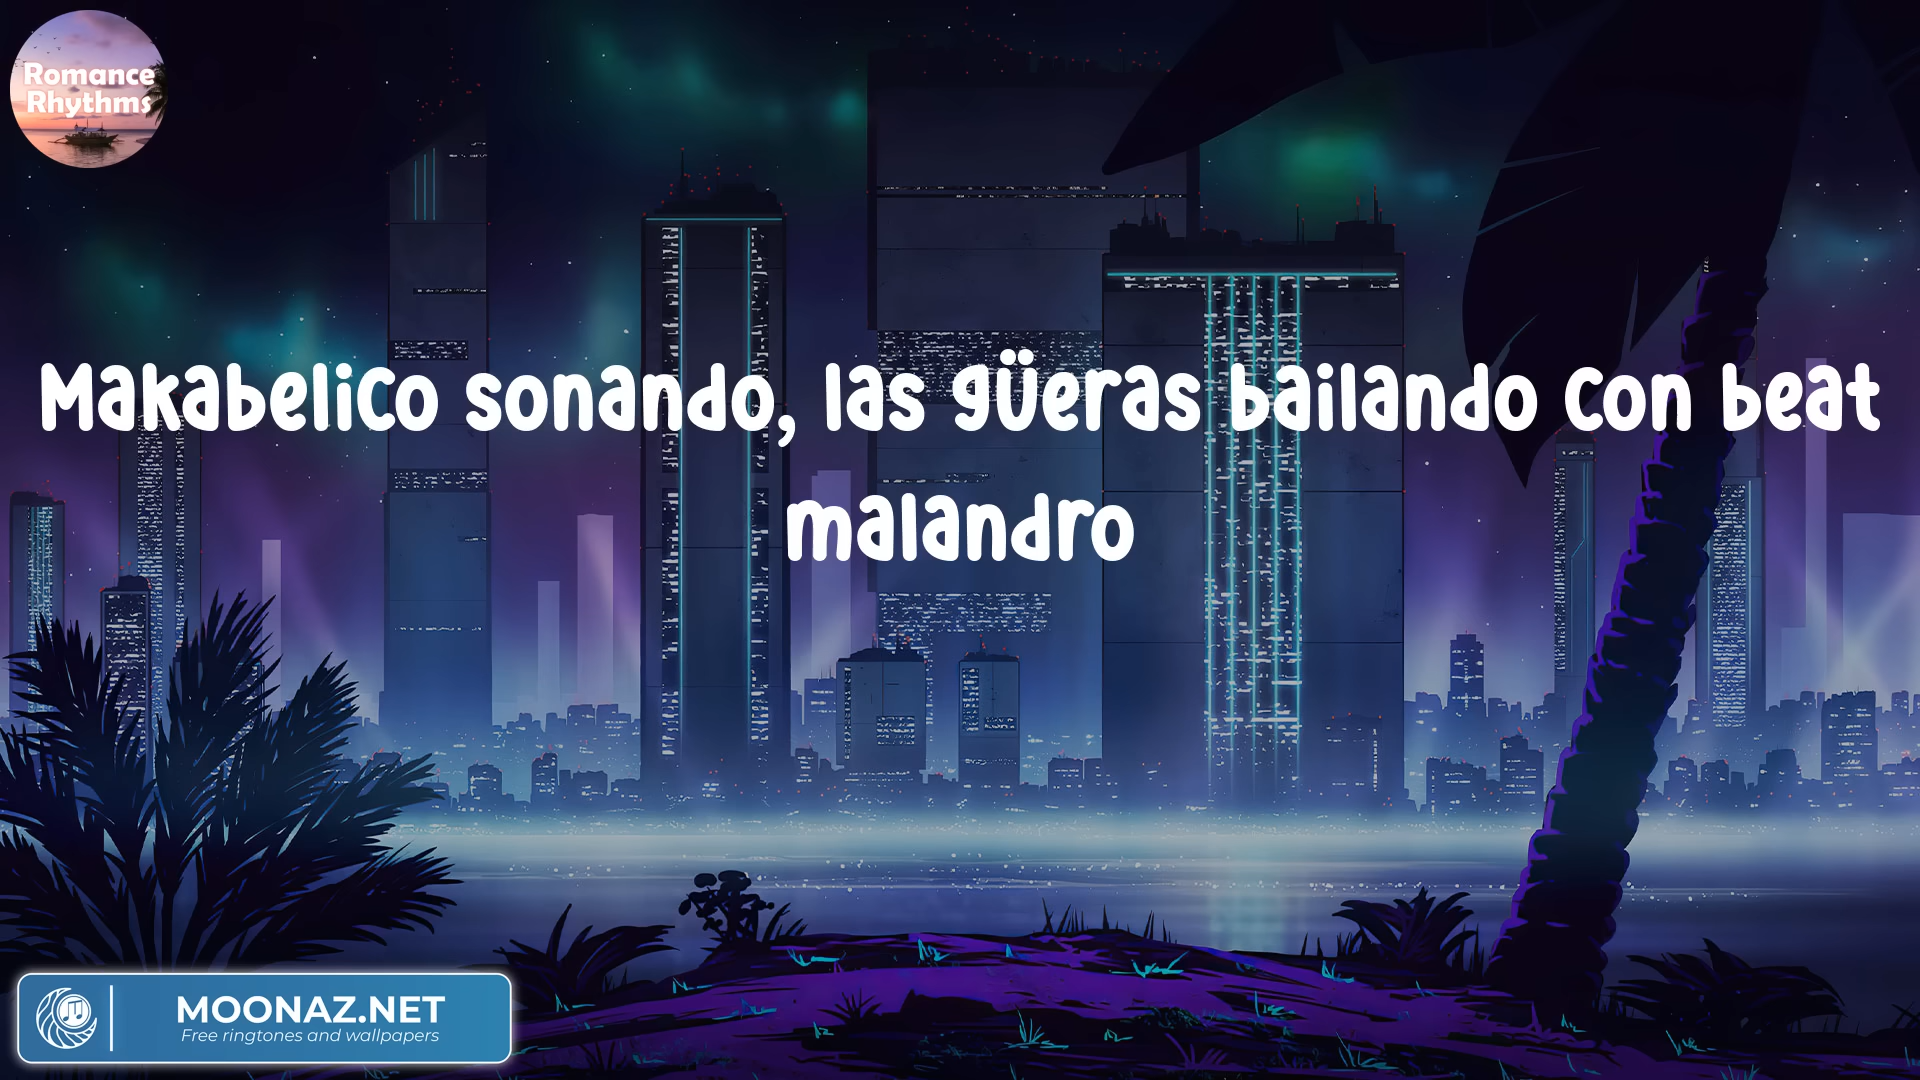 Romance
Rhythms
Makabelico sonando, las güeras bailando con beat
malandro
MOONAZ.NET
Free ringtones and wallpapers